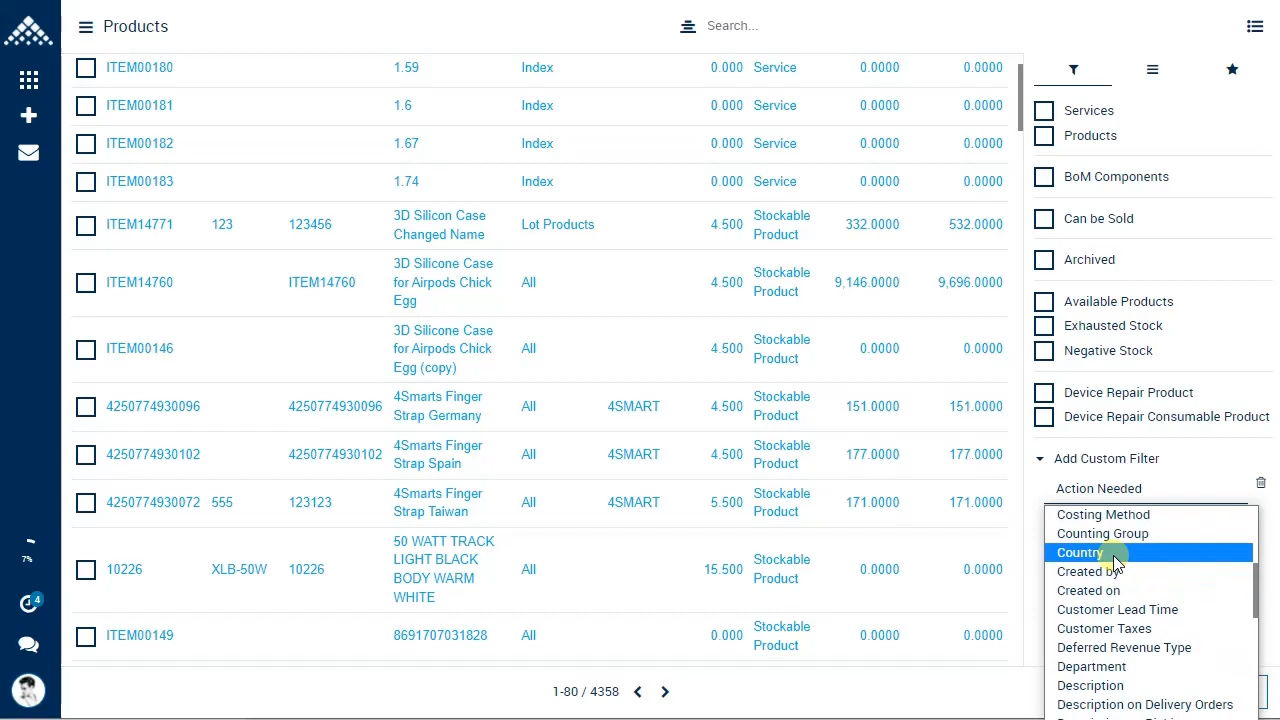 Products
Search...
ITEM00180 1.59 Index 0.000 Service 0.0000 0.0000
ITEM00181 1.6 Index 0.000 Service 0.0000 0.0000
ITEM00182 1.67 Index 0.000 Service 0.0000 0.0000
ITEM00183 1.74 Index 0.000 Service 0.0000 0.0000
ITEM14771 123 123456 3D Silicon Case Changed Name Lot Products 4.500 Stockable Product 332.0000 532.0000
ITEM14760 ITEM14760 3D Silicone Case for Airpods Chick Egg All 4.500 Stockable Product 9,146.0000 9,696.0000
ITEM00146 3D Silicone Case for Airpods Chick Egg (copy) All 4.500 Stockable Product 0.0000 0.0000
4250774930096 4250774930096 4Smarts Finger Strap Germany All 4SMART 4.500 Stockable Product 151.0000 151.0000
4250774930102 4250774930102 4Smarts Finger Strap Spain All 4SMART 4.500 Stockable Product 177.0000 177.0000
4250774930072 555 123123 4Smarts Finger Strap Taiwan All 4SMART 5.500 Stockable Product 171.0000 171.0000
10226 XLB-50W 10226 50 WATT TRACK LIGHT BLACK BODY WARM WHITE All 15.500 Stockable Product 0.0000 0.0000
ITEM00149 8691707031828 All 0.000 Stockable Product 0.0000 0.0000
1-80 / 4358
7%
4
Services
Products
BoM Components
Can be Sold
Archived
Available Products
Exhausted Stock
Negative Stock
Device Repair Product
Device Repair Consumable Product
Add Custom Filter
Action Needed
Costing Method
Counting Group
Country
Created by
Created on
Customer Lead Time
Customer Taxes
Deferred Revenue Type
Department
Description
Description on Delivery Orders